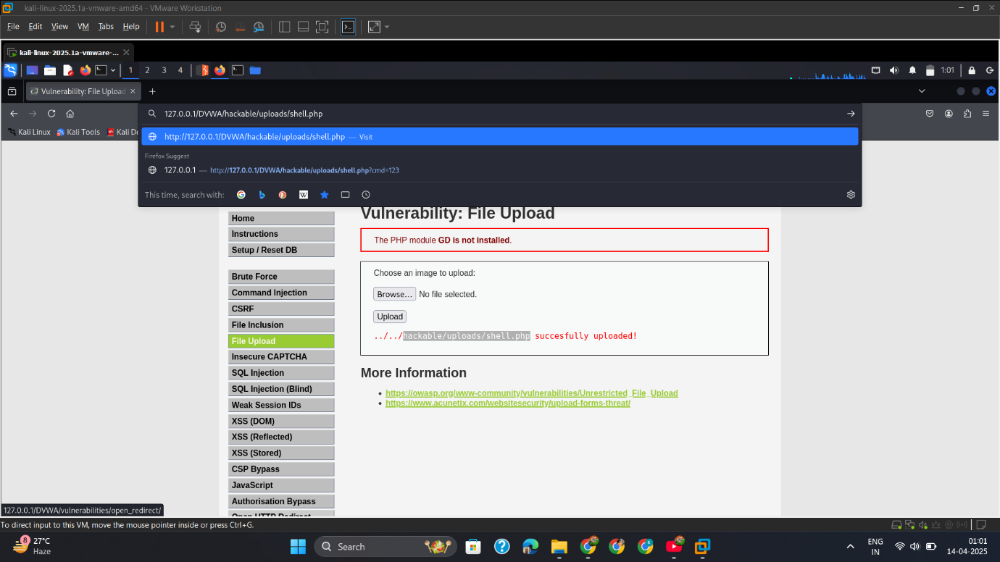 kali-linux-2025.1a-vmware-amd64 - VMware Workstation
File Edit View VM Tabs Help
kali-linux-2025.1a-vmware-...
1 2 3 4 1:01
Vulnerability: File Upload
127.0.0.1/DVWA/hackable/uploads/shell.php
Kali Linux Kali Tools Kali Do
http://127.0.0.1/DVWA/hackable/uploads/shell.php — Visit
Firefox Suggest
127.0.0.1 — http://127.0.0.1/DVWA/hackable/uploads/shell.php?cmd=123
This time, search with:
Vulnerability: File Upload
Home
Instructions
Setup / Reset DB
Brute Force
Command Injection
CSRF
File Inclusion
File Upload
Insecure CAPTCHA
SQL Injection
SQL Injection (Blind)
Weak Session IDs
XSS (DOM)
XSS (Reflected)
XSS (Stored)
CSP Bypass
JavaScript
Authorisation Bypass
Open HTTP Redirect
The PHP module GD is not installed.
Choose an image to upload:
Browse... No file selected.
Upload
../../hackable/uploads/shell.php succesfully uploaded!
More Information
https://owasp.org/www-community/vulnerabilities/Unrestricted_File_Upload
https://www.acunetix.com/websitesecurity/upload-forms-threat/
127.0.0.1/DVWA/vulnerabilities/open_redirect/
To direct input to this VM, move the mouse pointer inside or press Ctrl+G.
8
27°C
Haze
Search
ENG
IN
01:01
14-04-2025